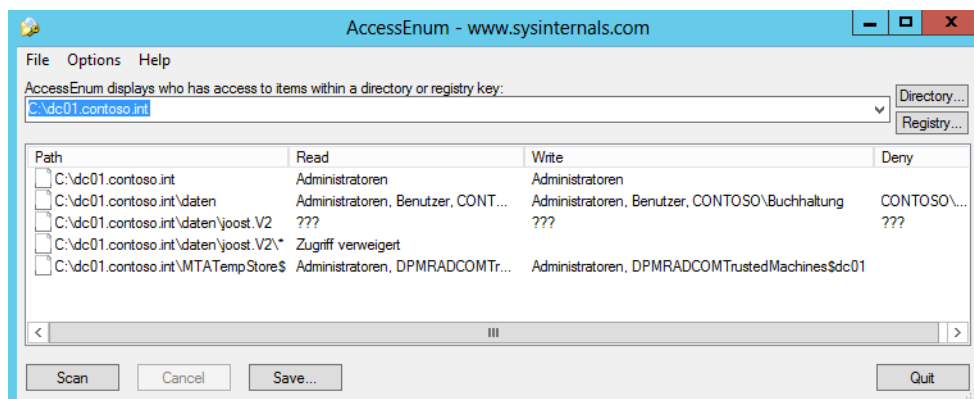 AccessEnum - www.sysinternals.com
File Options Help
AccessEnum displays who has access to items within a directory or registry key:
C:\dc01.contoso.int
Directory...
Registry...
Path Read Write Deny
C:\dc01.contoso.int Administratoren Administratoren
C:\dc01.contoso.int\daten Administratoren, Benutzer, CONT... Administratoren, Benutzer, CONTOSO\Buchhaltung CONTOSO\...
C:\dc01.contoso.int\daten\joost.V2 ??? ??? ???
C:\dc01.contoso.int\daten\joost.V2\* Zugriff verweigert
C:\dc01.contoso.int\MTATempStore$ Administratoren, DPMRADCOMTr... Administratoren, DPMRADCOMTrustedMachines$dc01
Scan Cancel Save... Quit